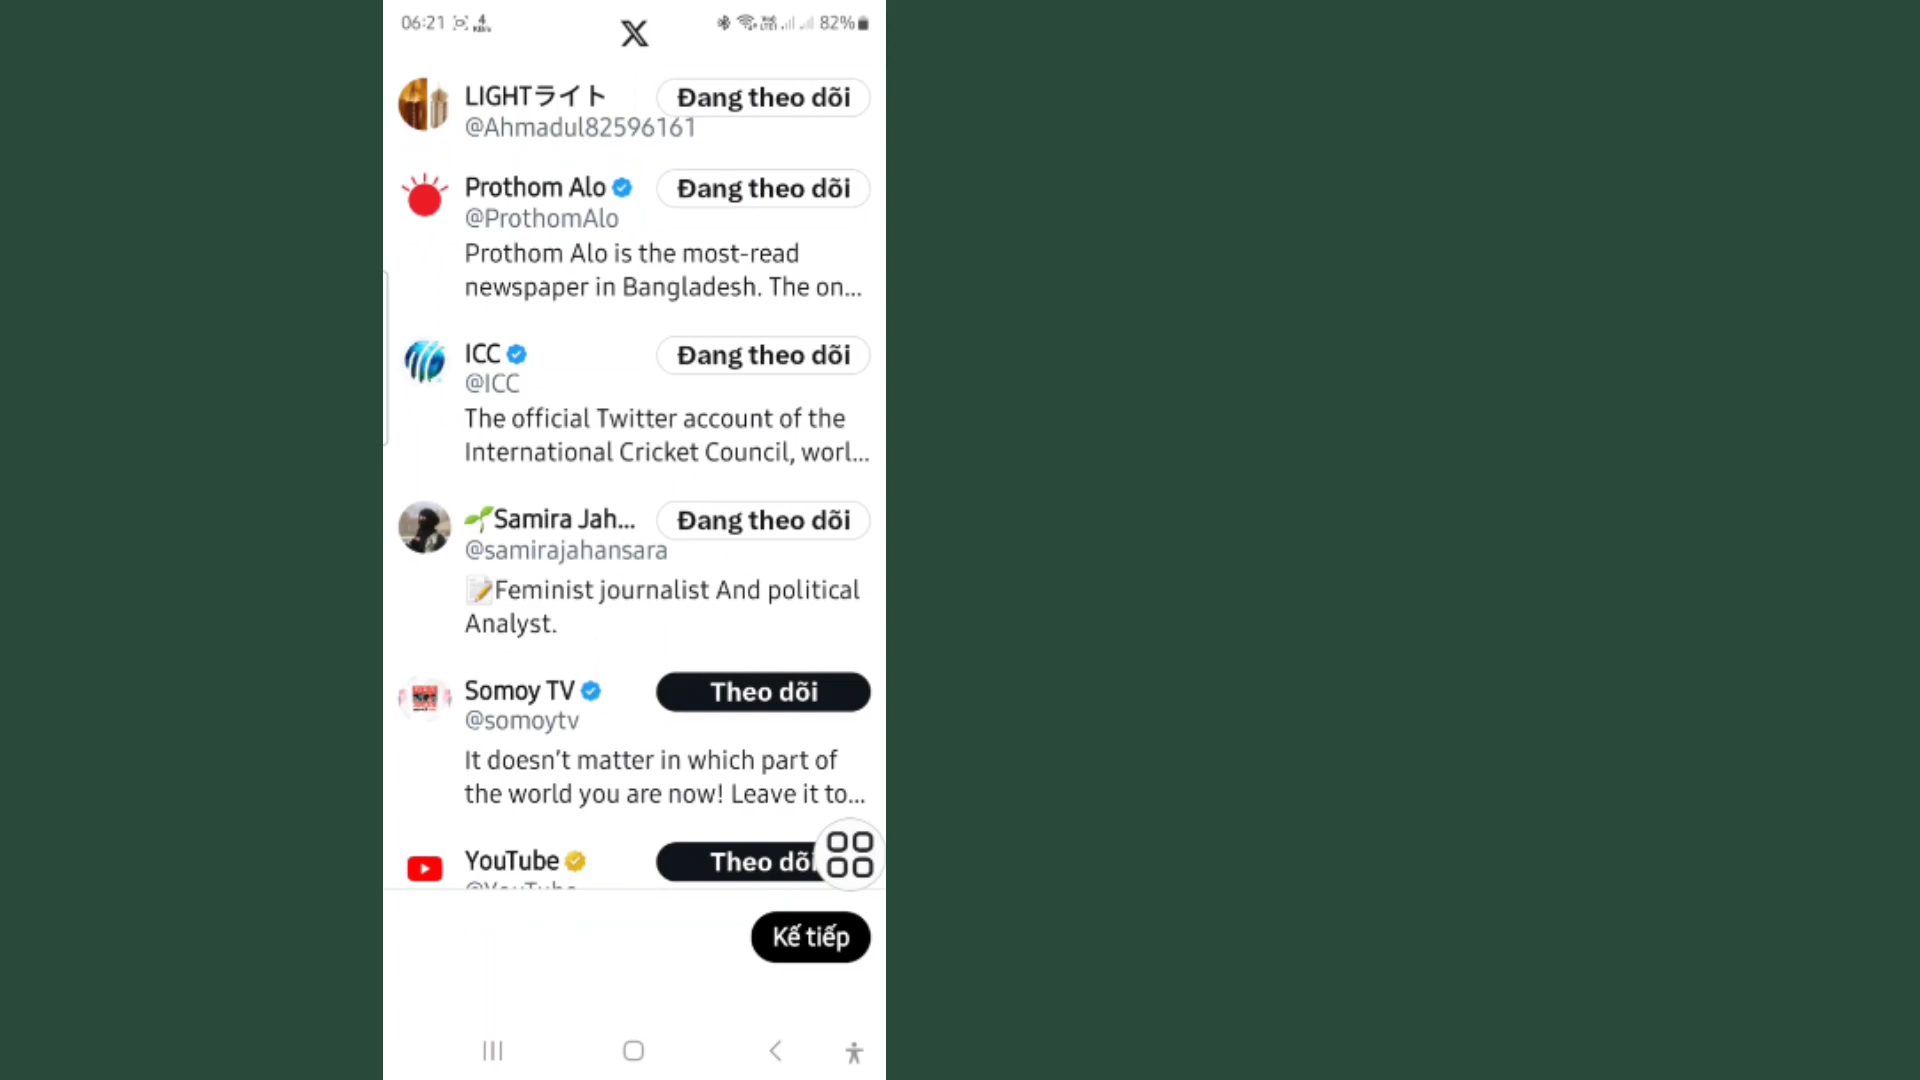 06:21
82%
LIGHTライト
Đang theo dõi
@Ahmadul82596161
Prothom Alo
Đang theo dõi
@ProthomAlo
Prothom Alo is the most-read
newspaper in Bangladesh. The on...
ICC
Đang theo dõi
@ICC
The official Twitter account of the
International Cricket Council, worl...
Samira Jah...
Đang theo dõi
@samirajahansara
Feminist journalist And political
Analyst.
Somoy TV
Theo dõi
@somoytv
It doesn’t matter in which part of
the world you are now! Leave it to...
YouTube
Theo dõi
@YouTube
Kế tiếp